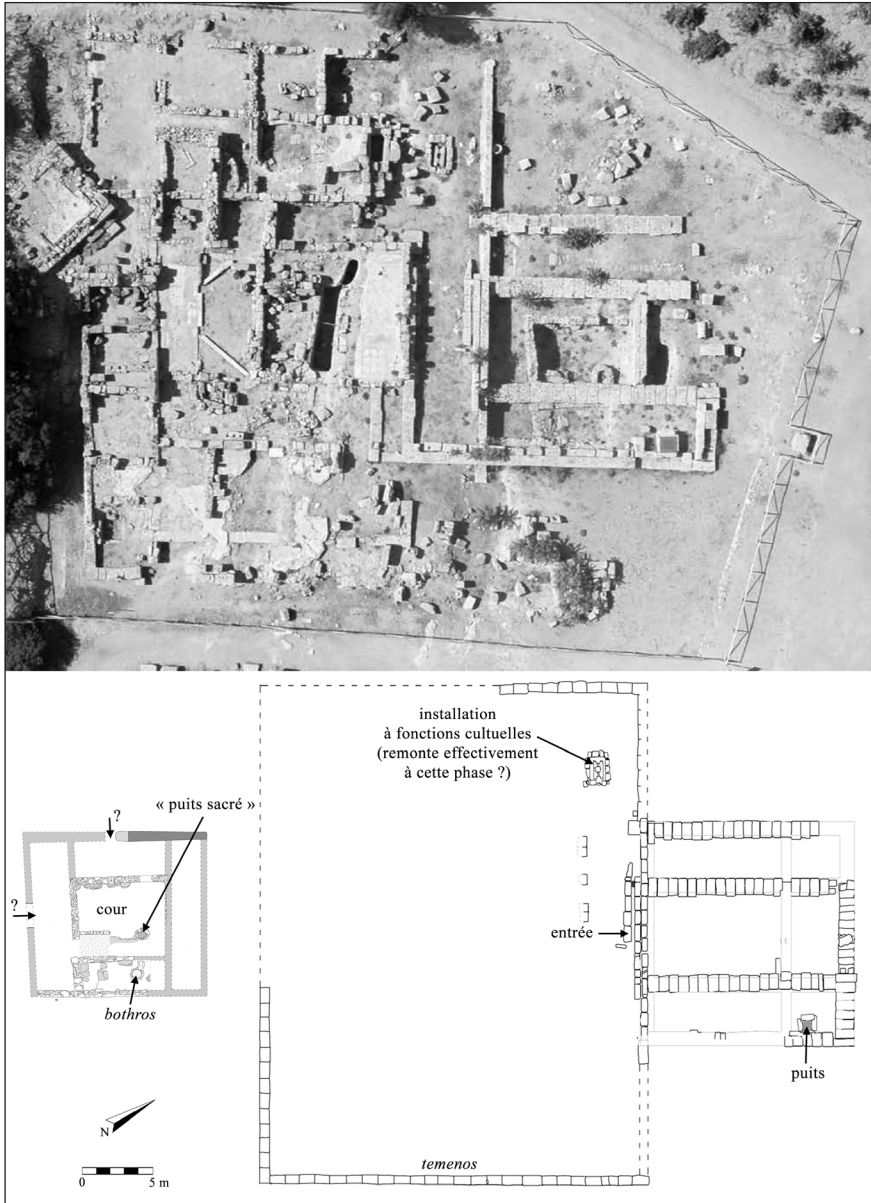 installation
à fonctions cultuelles
(remonte effectivement
à cette phase ?)
« puits sacré »
?
?
cour
entrée
bothros
puits
N
0 5 m
temenos